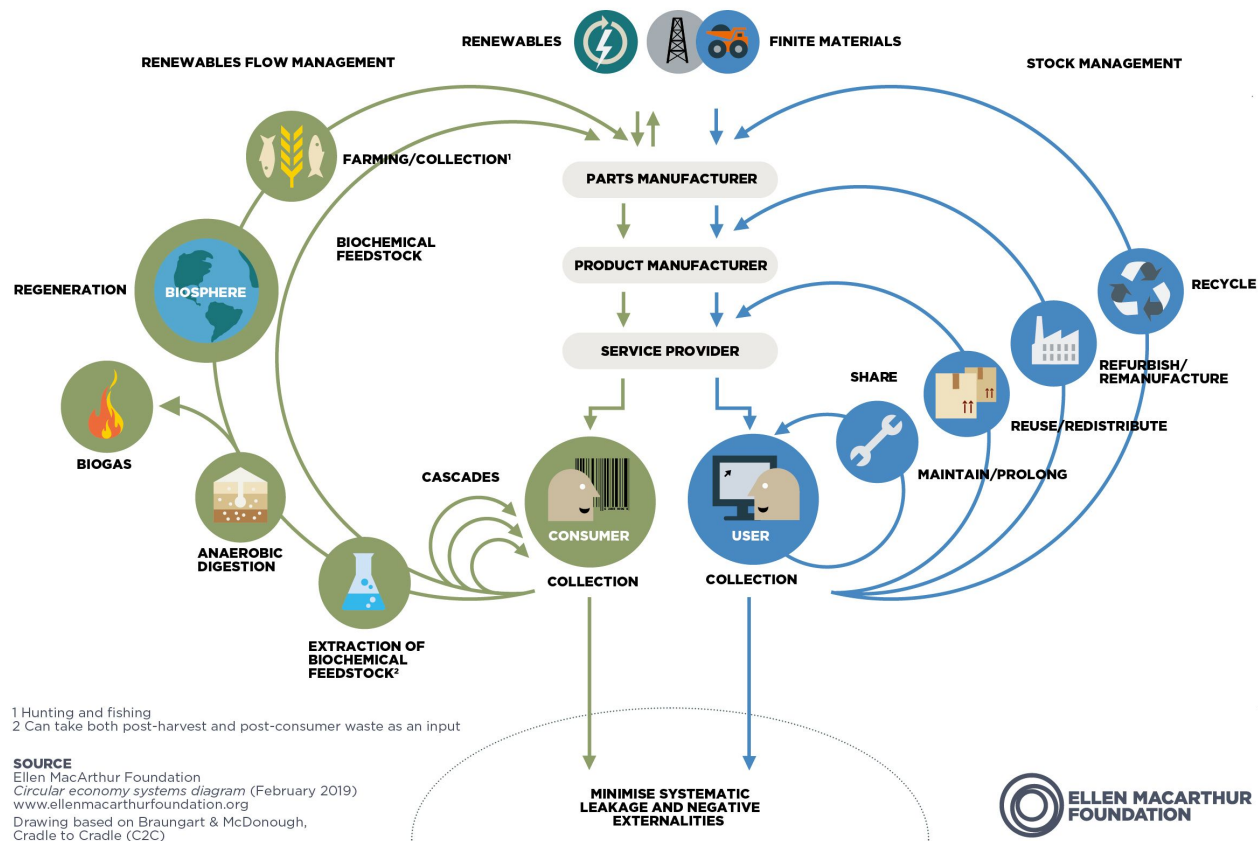 RENEWABLES
FINITE MATERIALS
RENEWABLES FLOW MANAGEMENT
STOCK MANAGEMENT
FARMING/COLLECTION¹
PARTS MANUFACTURER
BIOCHEMICAL
FEEDSTOCK
PRODUCT MANUFACTURER
REGENERATION
BIOSPHERE
RECYCLE
SERVICE PROVIDER
SHARE
REFURBISH/
REMANUFACTURE
REUSE/REDISTRIBUTE
BIOGAS
CASCADES
MAINTAIN/PROLONG
CONSUMER
USER
ANAEROBIC
DIGESTION
COLLECTION
COLLECTION
EXTRACTION OF
BIOCHEMICAL
FEEDSTOCK²
1 Hunting and fishing
2 Can take both post-harvest and post-consumer waste as an input
SOURCE
Ellen MacArthur Foundation
Circular economy systems diagram (February 2019)
www.ellenmacarthurfoundation.org
Drawing based on Braungart & McDonough,
Cradle to Cradle (C2C)
MINIMISE SYSTEMATIC
LEAKAGE AND NEGATIVE
EXTERNALITIES
ELLEN MACARTHUR
FOUNDATION